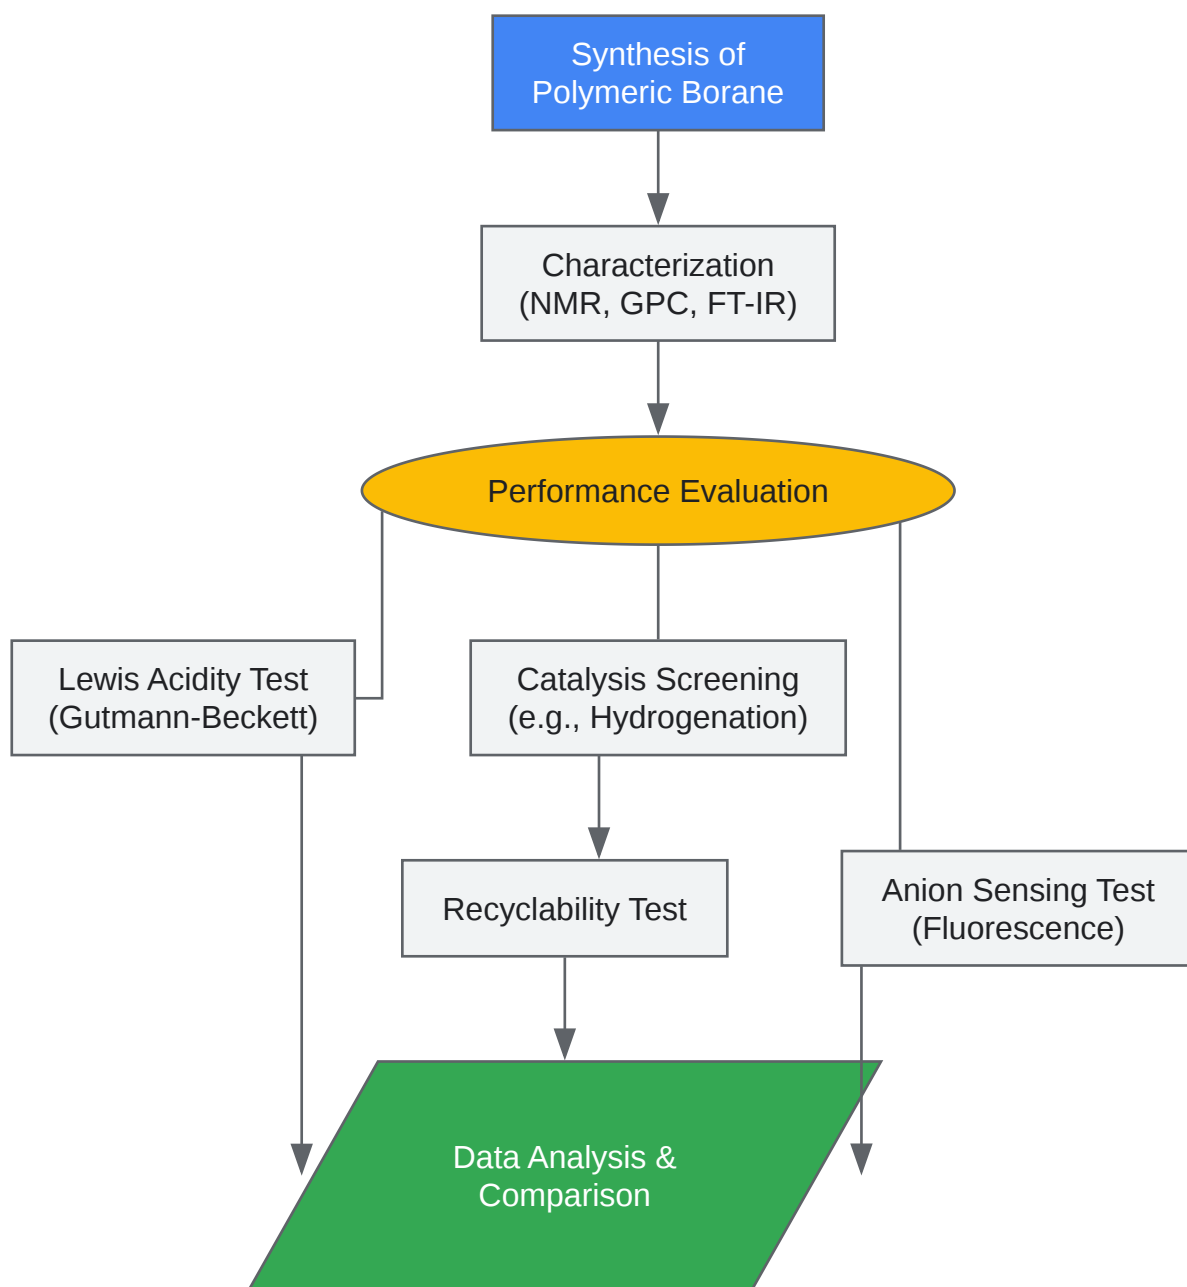 Synthesis of
Polymeric Borane
Characterization
(NMR, GPC, FT-IR)
Performance Evaluation
Lewis Acidity Test
(Gutmann-Beckett)
Catalysis Screening
(e.g., Hydrogenation)
Recyclability Test
Anion Sensing Test
(Fluorescence)
Data Analysis &
Comparison